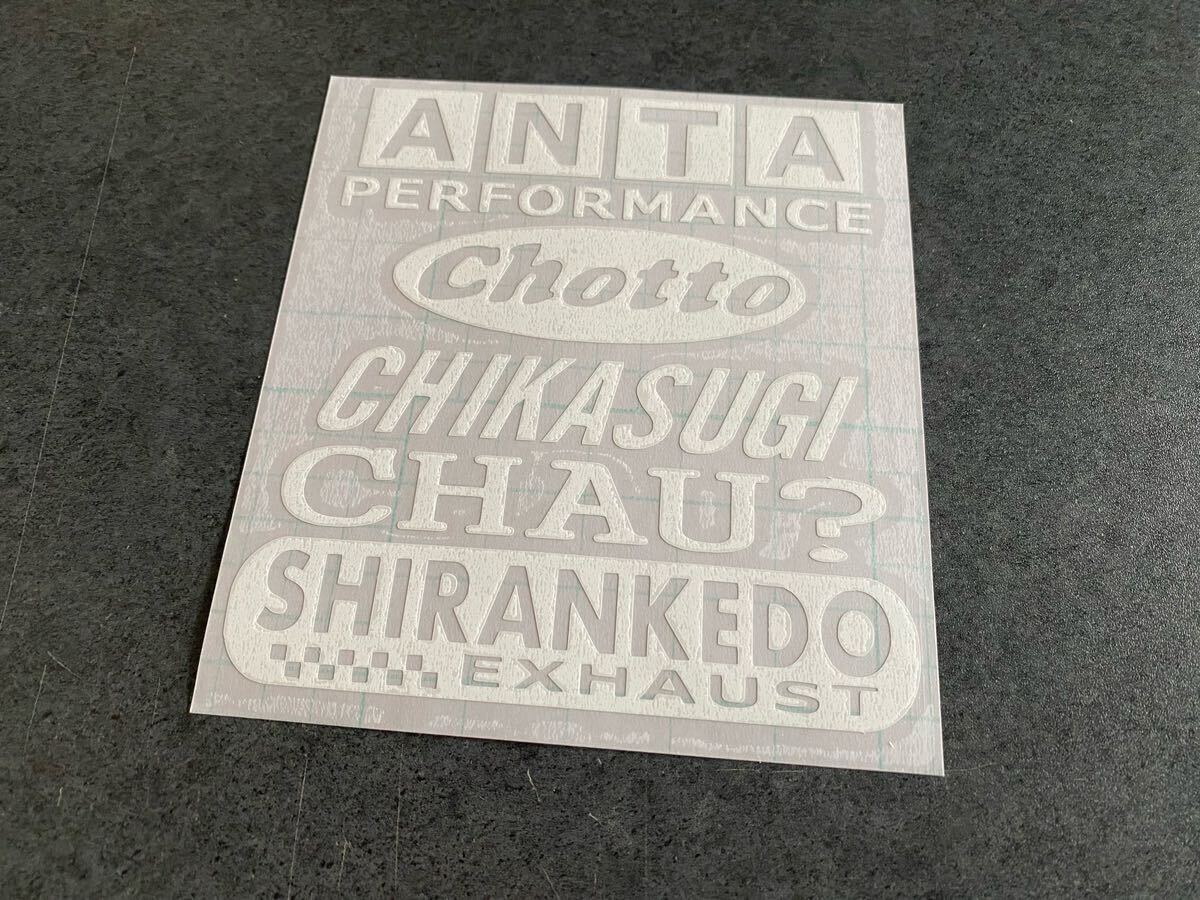 ANTA
PERFORMANCE
Chotto
CHIKASUGI
CHAU?
SHIRANKEDO
EXHAUST